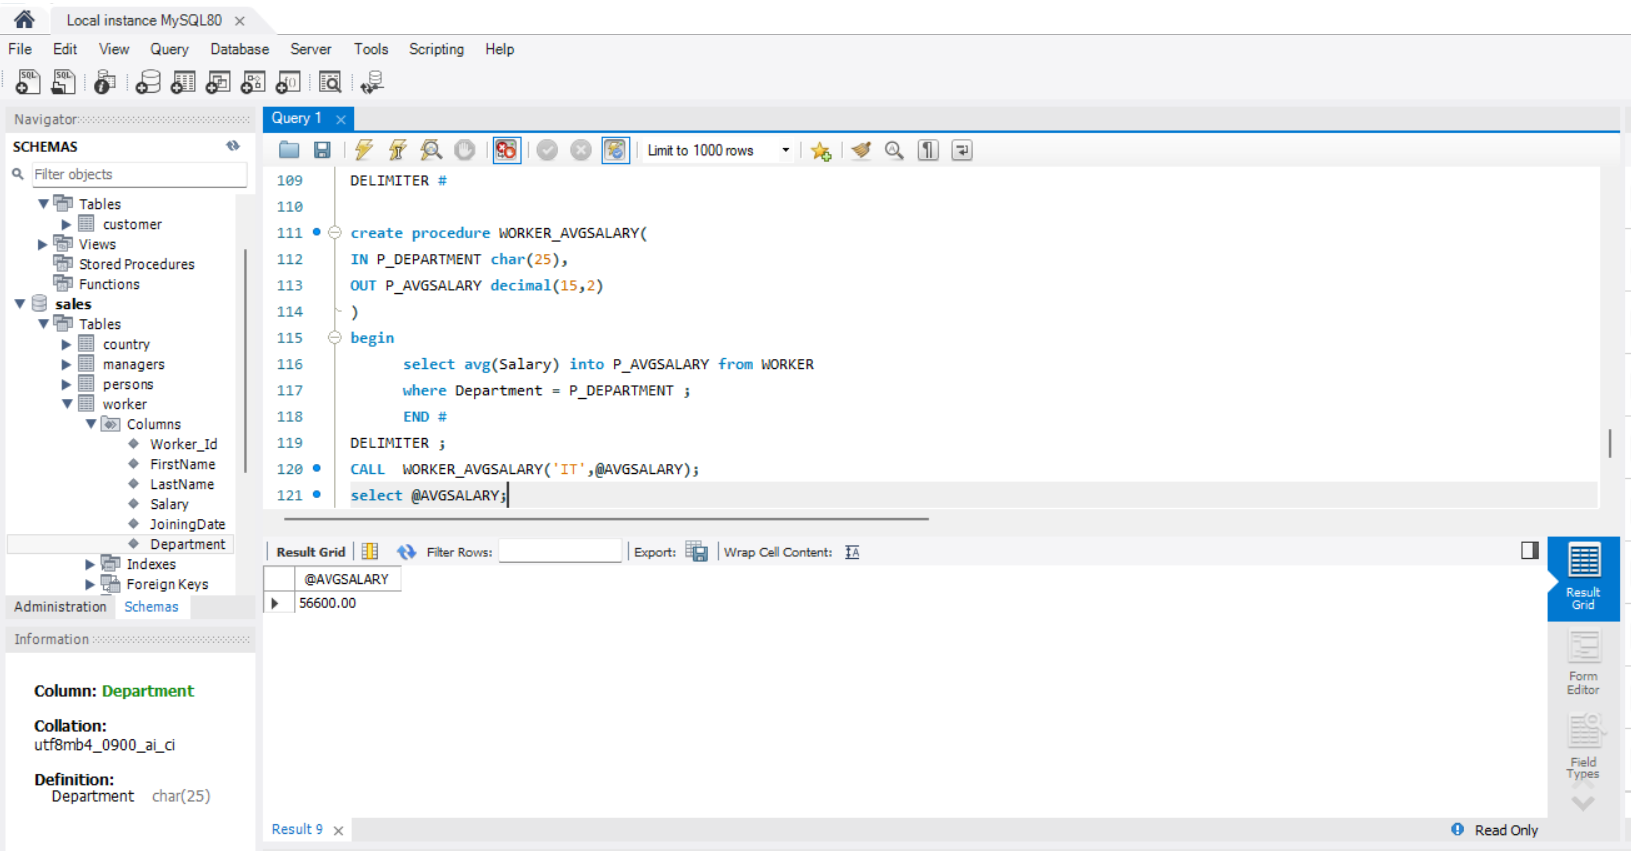 Local instance MySQL80
File Edit View Query Database Server Tools Scripting Help
Navigator
SCHEMAS
Filter objects
Tables
customer
Views
Stored Procedures
Functions
sales
Tables
country
managers
persons
worker
Columns
Worker_Id
FirstName
LastName
Salary
JoiningDate
Department
Indexes
Foreign Keys
Administration Schemas
Information
Column: Department
Collation:
utf8mb4_0900_ai_ci
Definition:
Department char(25)
Query 1
Limit to 1000 rows
109 DELIMITER #
110
111 create procedure WORKER_AVGSALARY(
112 IN P_DEPARTMENT char(25),
113 OUT P_AVGSALARY decimal(15,2)
114 )
115 begin
116 select avg(Salary) into P_AVGSALARY from WORKER
117 where Department = P_DEPARTMENT ;
118 END #
119 DELIMITER ;
120 CALL WORKER_AVGSALARY('IT',@AVGSALARY);
121 select @AVGSALARY;
Result Grid Filter Rows: Export: Wrap Cell Content:
@AVGSALARY
56600.00
Result
Grid
Form
Editor
Field
Types
Result 9
Read Only